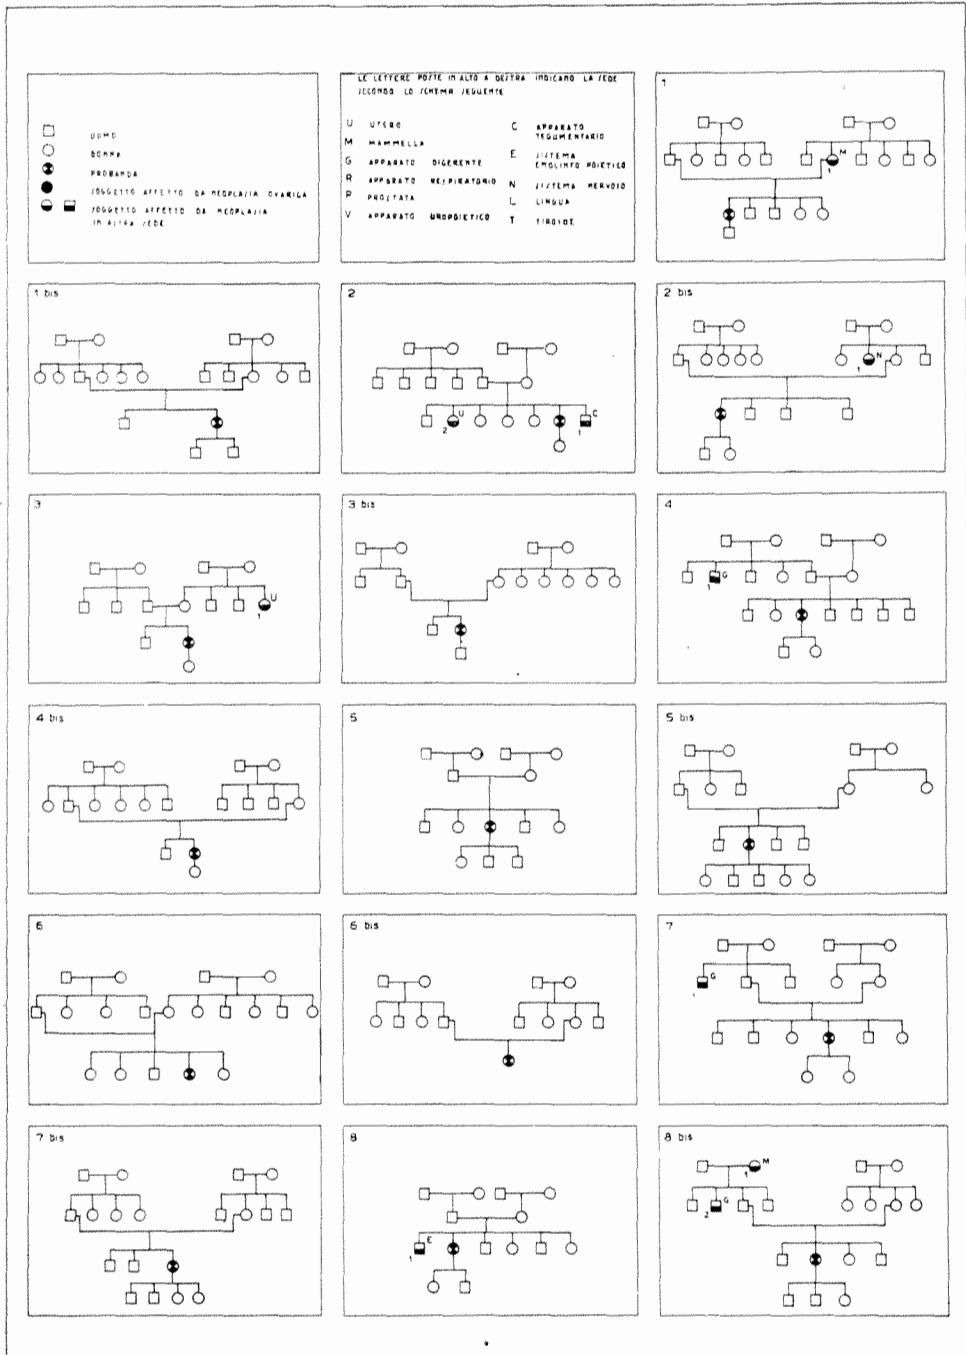 UOMO
DONNA
PROBANDA
SOGGETTO AFFETTO DA NEOPLASIA OVARICA
SOGGETTO AFFETTO DA NEOPLASIA
IN ALTRA SEDE
LE LETTERE POSTE IN ALTO A DESTRA INDICANO LA SEDE
SECONDO LO SCHEMA SEGUENTE
U UTERO
M MAMMELLA
G APPARATO DIGERENTE
R APPARATO RESPIRATORIO
P PROSTATA
V APPARATO UROPOIETICO
C APPARATO
TEGUMENTARIO
E SISTEMA
EMOLINFO POIETICO
N SISTEMA NERVOSO
L LINGUA
T TIROID.
1
M
1
1 bis
2
U
2
C
1
2 bis
N
1
3
U
1
3 bis
4
G
1
4 bis
5
5 bis
6
6 bis
7
G
1
7 bis
8
E
1
8 bis
M
1
G
2